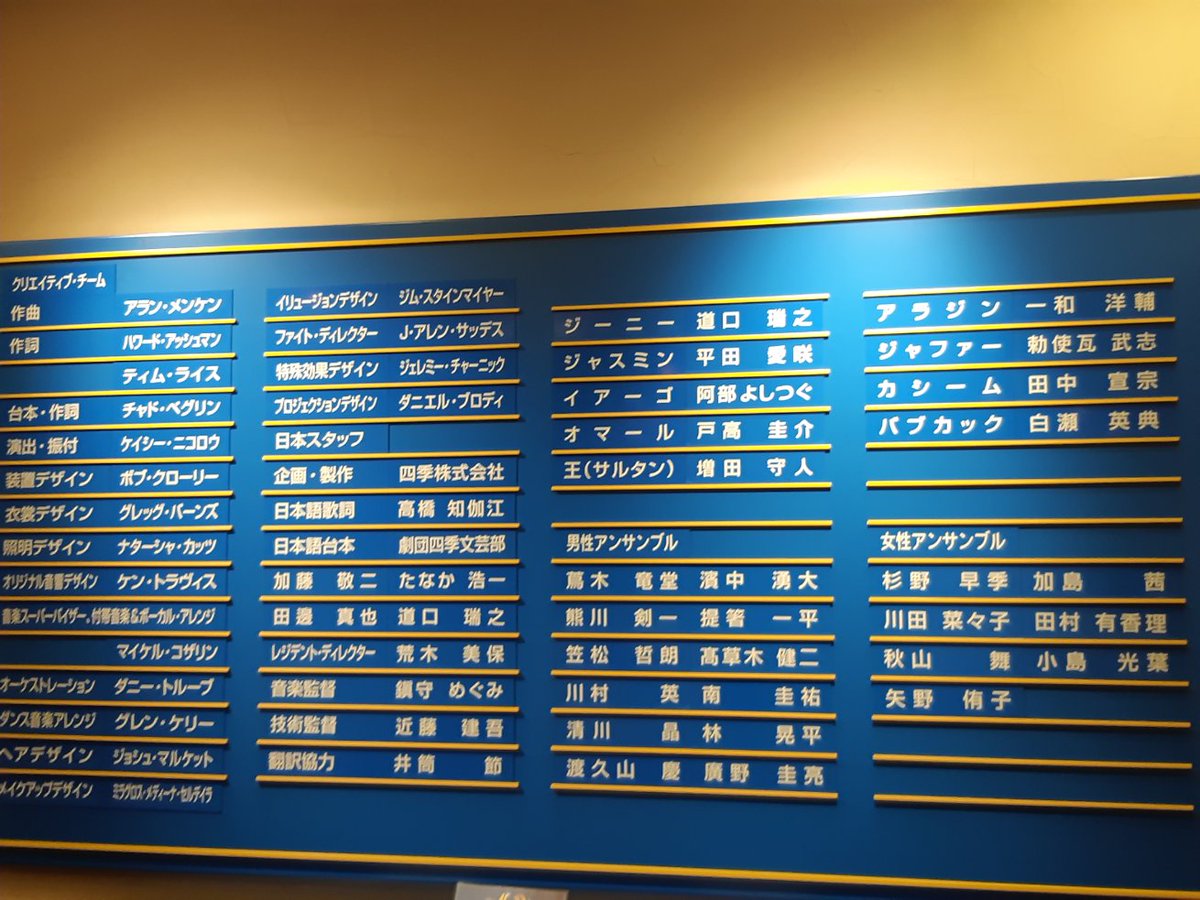 クリエイティブ・チーム
作曲 アラン・メンケン
作詞 ハワード・アッシュマン
ティム・ライス
台本・作詞 チャド・ベグリン
演出・振付 ケイシー・ニコロウ
装置デザイン ボブ・クローリー
衣裳デザイン グレッグ・バーンズ
照明デザイン ナターシャ・カッツ
オリジナル音響デザイン ケン・トラヴィス
音楽スーパーバイザー。付帯音楽&ボーカル・アレンジ
マイケル・コザリン
オーケストレーション ダニー・トルーブ
ダンス音楽アレンジ グレン・ケリー
ヘアデザイン ジョシュ・マルケット
メイクアップデザイン ミラグロス・メディーナ・セルデイラ
イリュージョンデザイン ジム・スタインマイヤー
ファイト・ディレクター J・アレン・サッデス
特殊効果デザイン ジェレミー・チャーニック
プロジェクションデザイン ダニエル・ブロディ
日本スタッフ
企画・製作 四季株式会社
日本語歌詞 高橋 知伽江
日本語台本 劇団四季文芸部
加藤 敬二 たなか 浩一
田邊 真也 道口 瑞之
レジデント・ディレクター 荒木 美保
音楽監督 鎮守 めぐみ
技術監督 近藤 建吾
翻訳協力 井筒 節
ジーニー 道口 瑞之
ジャスミン 平田 愛咲
イアーゴ 阿部よしつぐ
オマール 戸高 圭介
王(サルタン) 増田 守人
男性アンサンブル
蔦木 竜堂 濱中 湧大
熊川 剣一 提箸 一平
笠松 哲朗 髙草木 健二
川村 英 南 圭祐
清川 晶 林 晃平
渡久山 慶 廣野 圭亮
アラジン 一和 洋輔
ジャファー 勅使瓦 武志
カシーム 田中 宣宗
バブカック 白瀬 英典
女性アンサンブル
杉野 早季 加島 茜
川田 菜々子 田村 有香理
秋山 舞 小島 光葉
矢野 侑子